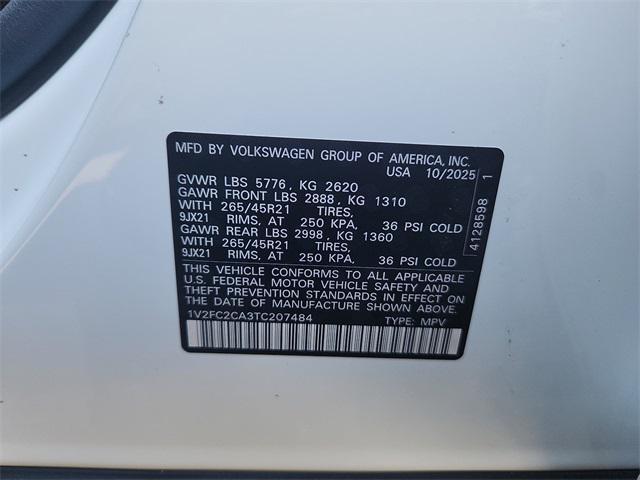 MFD BY VOLKSWAGEN GROUP OF AMERICA, INC.
USA 10/2025
GVWR LBS 5776 , KG 2620
GAWR FRONT LBS 2888 , KG 1310
WITH 265/45R21 TIRES,
9JX21 RIMS, AT 250 KPA, 36 PSI COLD
GAWR REAR LBS 2998 , KG 1360
WITH 265/45R21 TIRES,
9JX21 RIMS, AT 250 KPA, 36 PSI COLD
THIS VEHICLE CONFORMS TO ALL APPLICABLE
U.S. FEDERAL MOTOR VEHICLE SAFETY AND
THEFT PREVENTION STANDARDS IN EFFECT ON
THE DATE OF MANUFACTURE SHOWN ABOVE.
1V2FC2CA3TC207484 TYPE: MPV
4128598 1